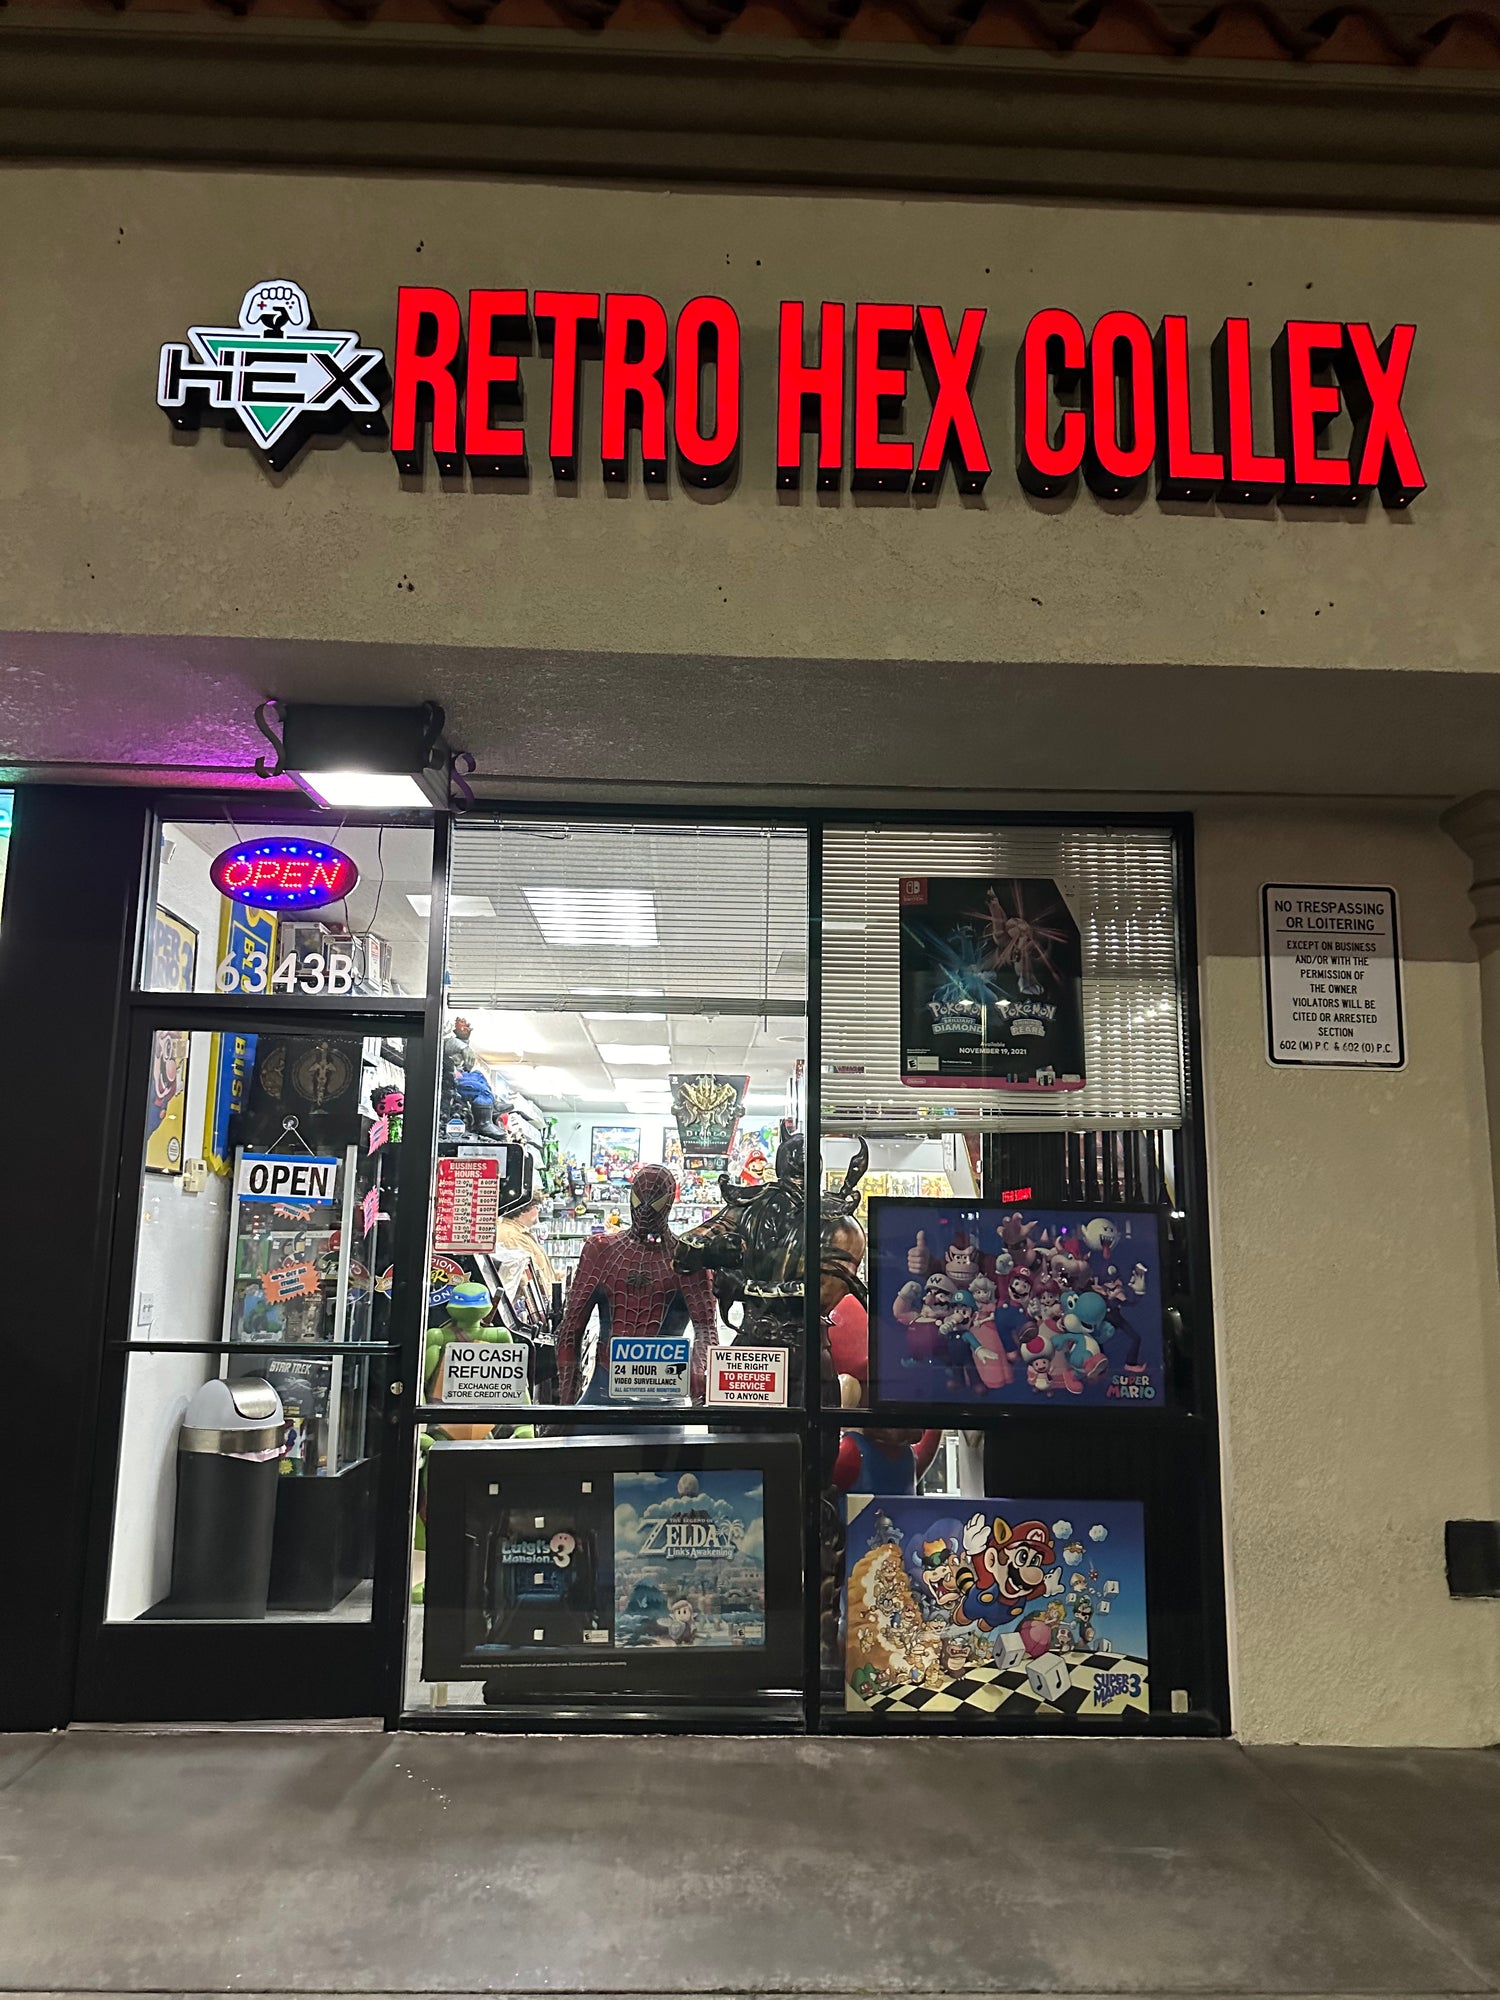 HEX
RETRO HEX COLLEX
OPEN
6343B
BUST
OPEN
STAR TREK
BUSINESS
HOURS:
NO CASH
REFUNDS
EXCHANGE OR
STORE CREDIT ONLY
NOTICE
24 HOUR
VIDEO SURVEILLANCE
ALL ACTIVITIES ARE MONITORED
WE RESERVE
THE RIGHT
TO REFUSE
SERVICE
TO ANYONE
DIABLO
POKéMON
BRILLIANT
DIAMOND
POKéMON
SHINING
PEARL
Available
NOVEMBER 19, 2021
SUPER
MARIO
Luigi's
Mansion 3
THE LEGEND OF
ZELDA
Link's Awakening
SUPER
MARIO
BROS
3
NO TRESPASSING
OR LOITERING
EXCEPT ON BUSINESS
AND/OR WITH THE
PERMISSION OF
THE OWNER
VIOLATORS WILL BE
CITED OR ARRESTED
SECTION
602 (M) P.C. & 602 (O) P.C.